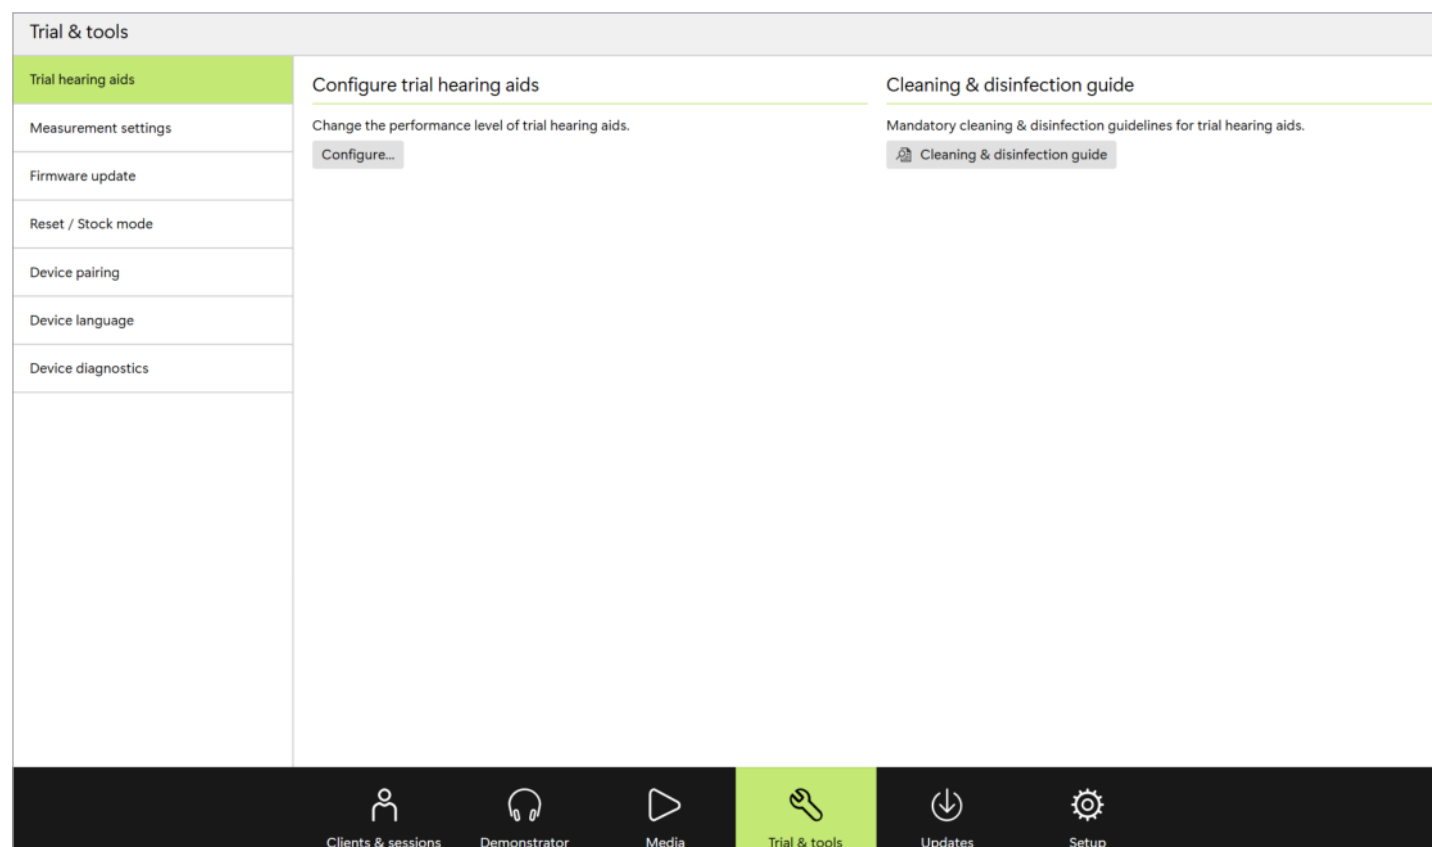 Trial & tools
Trial hearing aids
Measurement settings
Firmware update
Reset / Stock mode
Device pairing
Device language
Device diagnostics
Configure trial hearing aids
Change the performance level of trial hearing aids.
Configure...
Cleaning & disinfection guide
Mandatory cleaning & disinfection guidelines for trial hearing aids.
Cleaning & disinfection guide
Clients & sessions
Demonstrator
Media
Trial & tools
Updates
Setup